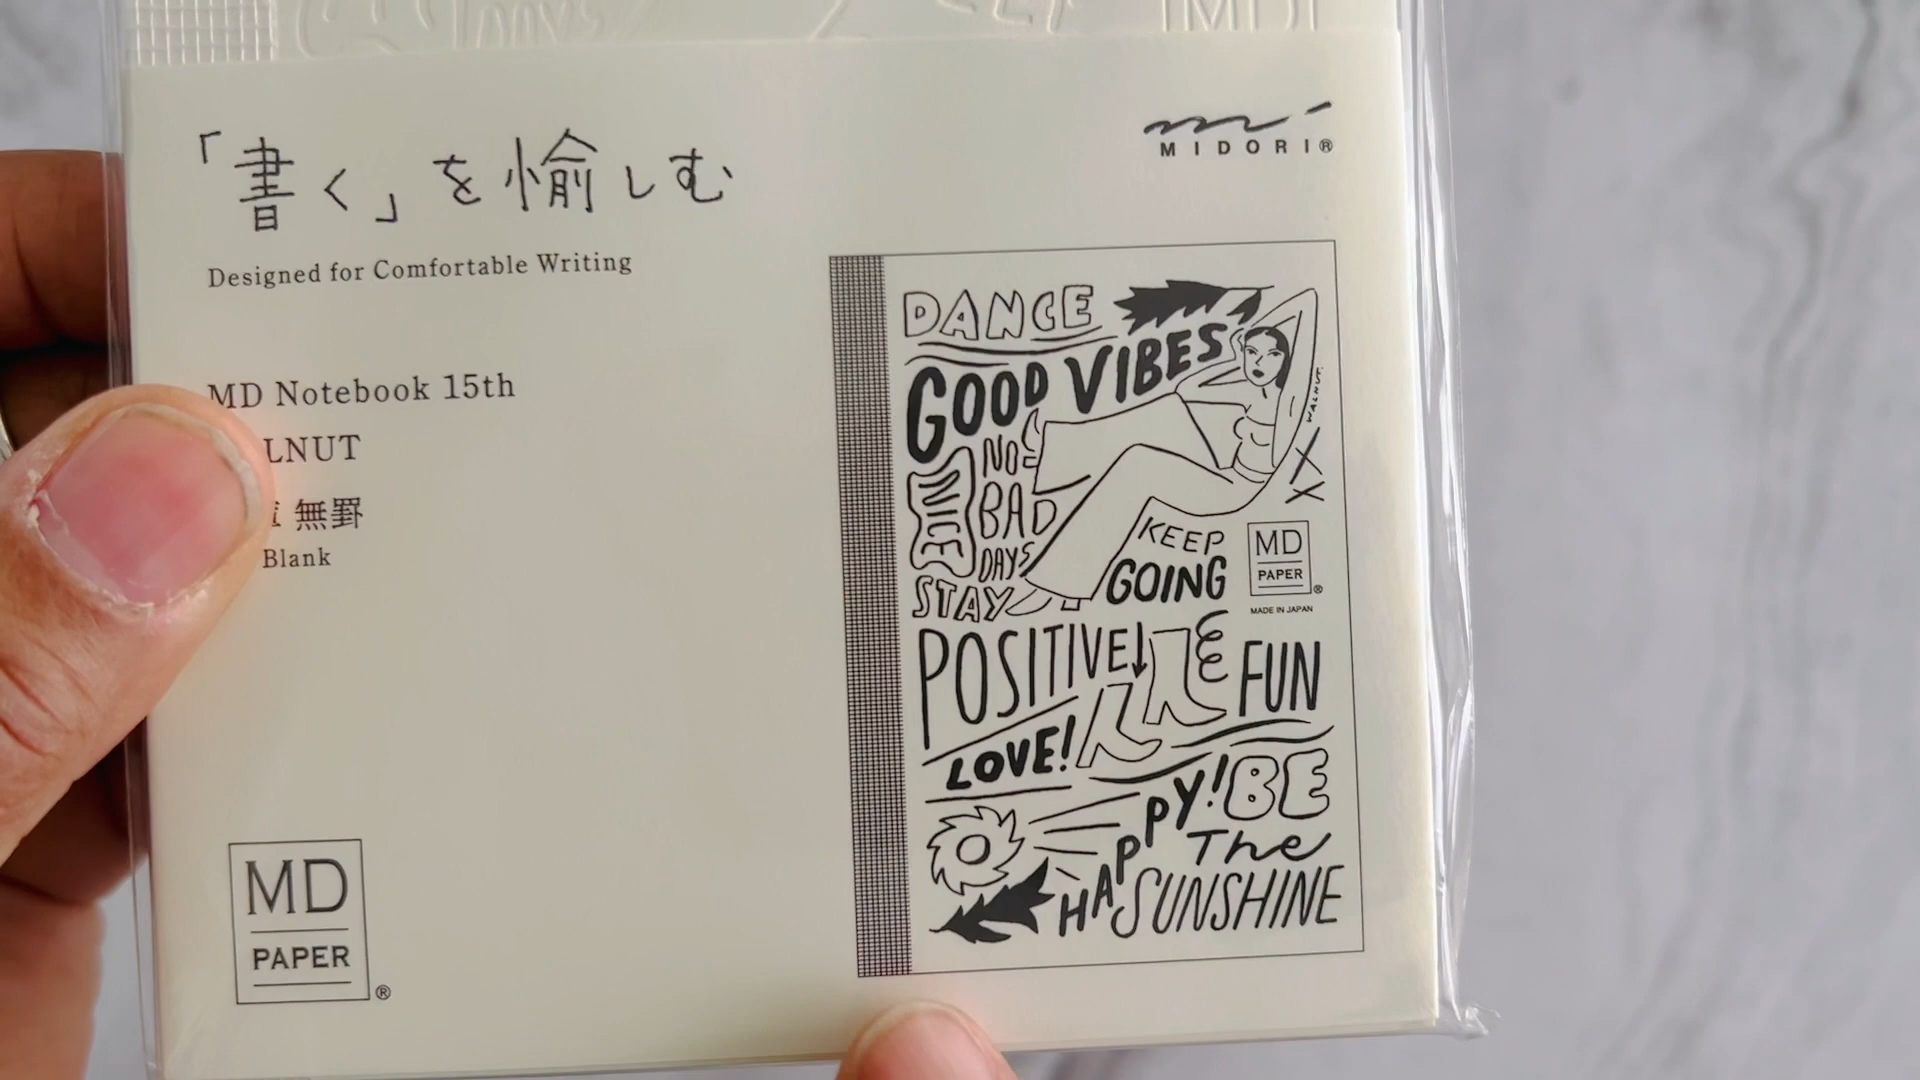 「書く」を愉しむ
MIDORI®
Designed for Comfortable Writing
MD Notebook 15th
LNUT
無罫
Blank
MD
PAPER
®
DANCE
GOOD VIBES
WALNUT.
NO
BAD
DAYS
NICE
KEEP
GOING
MD
PAPER
®
MADE IN JAPAN
STAY
POSITIVE!
FUN
LOVE!
HAPPY!
BE
The
SUNSHINE